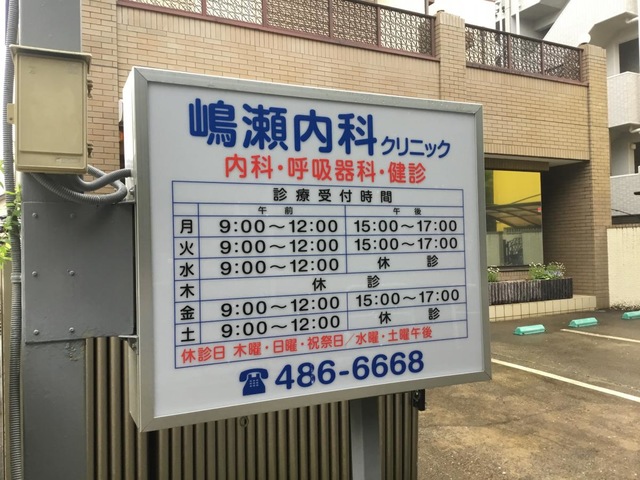 嶋瀬内科クリニック
内科・呼吸器科・健診
診療受付時間
午前 午後
月 9:00～12:00 15:00～17:00
火 9:00～12:00 15:00～17:00
水 9:00～12:00 休診
木 休診
金 9:00～12:00 15:00～17:00
土 9:00～12:00 休診
休診日 木曜・日曜・祝祭日/水曜・土曜午後
☎486-6668